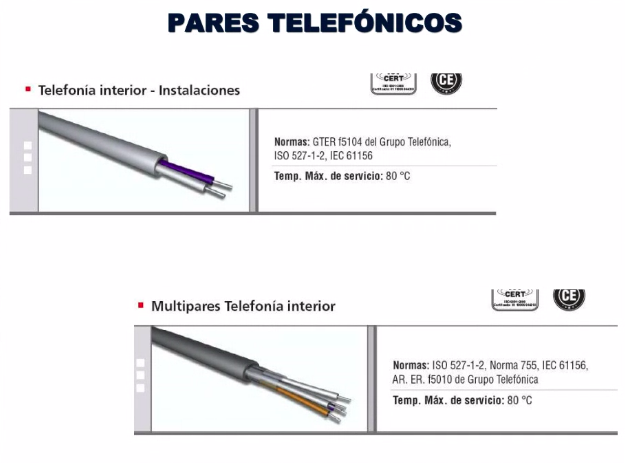 PARES TELEFÓNICOS
Telefonía interior - Instalaciones
CERT
CE
Normas: GTER f5104 del Grupo Telefónica,
ISO 527-1-2, IEC 61156
Temp. Máx. de servicio: 80 °C
Multipares Telefonía interior
CERT
CE
Normas: ISO 527-1-2, Norma 755, IEC 61156,
AR. ER. f5010 de Grupo Telefónica
Temp. Máx. de servicio: 80 °C